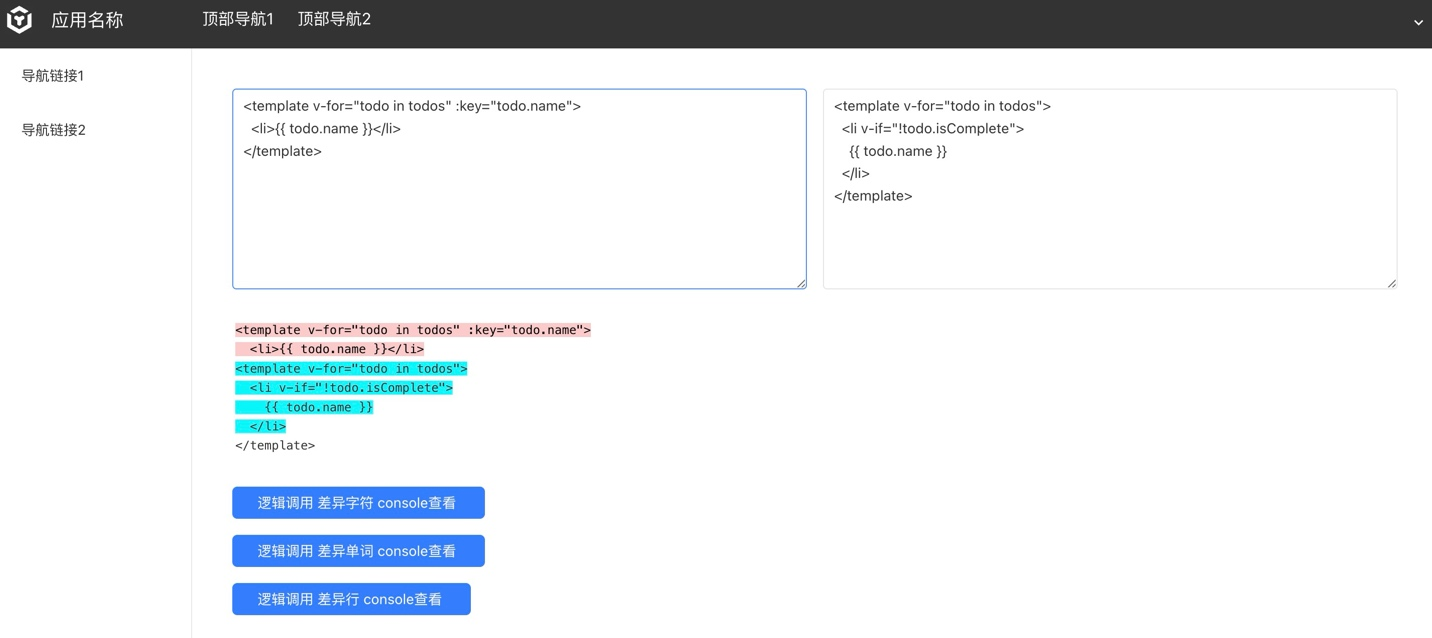 应用名称 顶部导航1 顶部导航2
导航链接1
导航链接2
<template v-for="todo in todos" :key="todo.name">
  <li>{{ todo.name }}</li>
</template>
<template v-for="todo in todos">
  <li v-if="!todo.isComplete">
    {{ todo.name }}
  </li>
</template>
<template v-for="todo in todos" :key="todo.name">
  <li>{{ todo.name }}</li>
<template v-for="todo in todos">
  <li v-if="!todo.isComplete">
    {{ todo.name }}
  </li>
</template>
逻辑调用 差异字符 console查看
逻辑调用 差异单词 console查看
逻辑调用 差异行 console查看